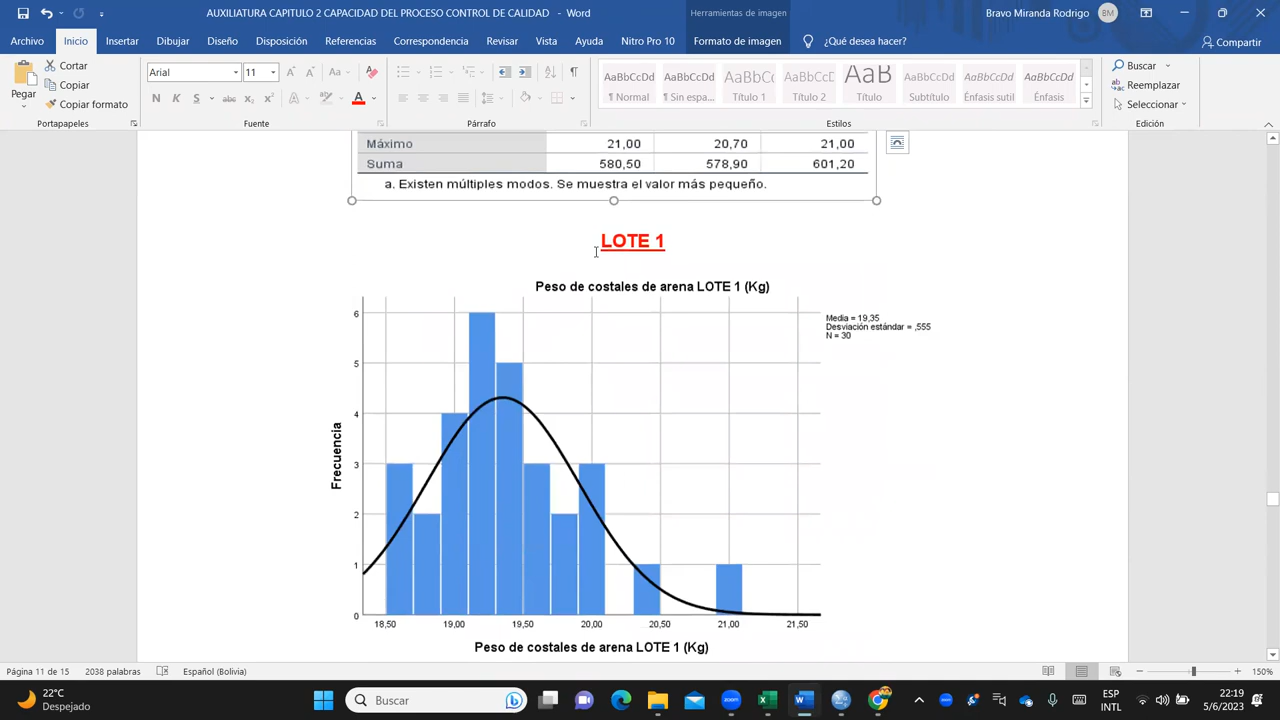 AUXILIATURA CAPITULO 2 CAPACIDAD DEL PROCESO CONTROL DE CALIDAD - Word
Herramientas de imagen
Bravo Miranda Rodrigo
BM
Archivo Inicio Insertar Dibujar Diseño Disposición Referencias Correspondencia Revisar Vista Ayuda Nitro Pro 10 Formato de imagen ¿Qué desea hacer? Compartir
Pegar
Cortar
Copiar
Copiar formato
Portapapeles
Arial 11
N K S abc x₂ x²
Fuente
Párrafo
AaBbCcDd AaBbCcDd AaBbCc AaBbCcD AaB AaBbCcD AaBbCcDd AaBbCcDd
¶ Normal ¶ Sin espa... Título 1 Título 2 Título Subtítulo Énfasis sutil Énfasis
Estilos
Buscar
Reemplazar
Seleccionar
Edición
Máximo 21,00 20,70 21,00
Suma 580,50 578,90 601,20
a. Existen múltiples modos. Se muestra el valor más pequeño.
LOTE 1
Peso de costales de arena LOTE 1 (Kg)
Media = 19,35
Desviación estándar = ,555
N = 30
Frecuencia
6
5
4
3
2
1
0
18,50 19,00 19,50 20,00 20,50 21,00 21,50
Peso de costales de arena LOTE 1 (Kg)
Página 11 de 15 2038 palabras Español (Bolivia) 150%
22°C
Despejado
Buscar
zoom
zoom
ESP
INTL
22:19
5/6/2023